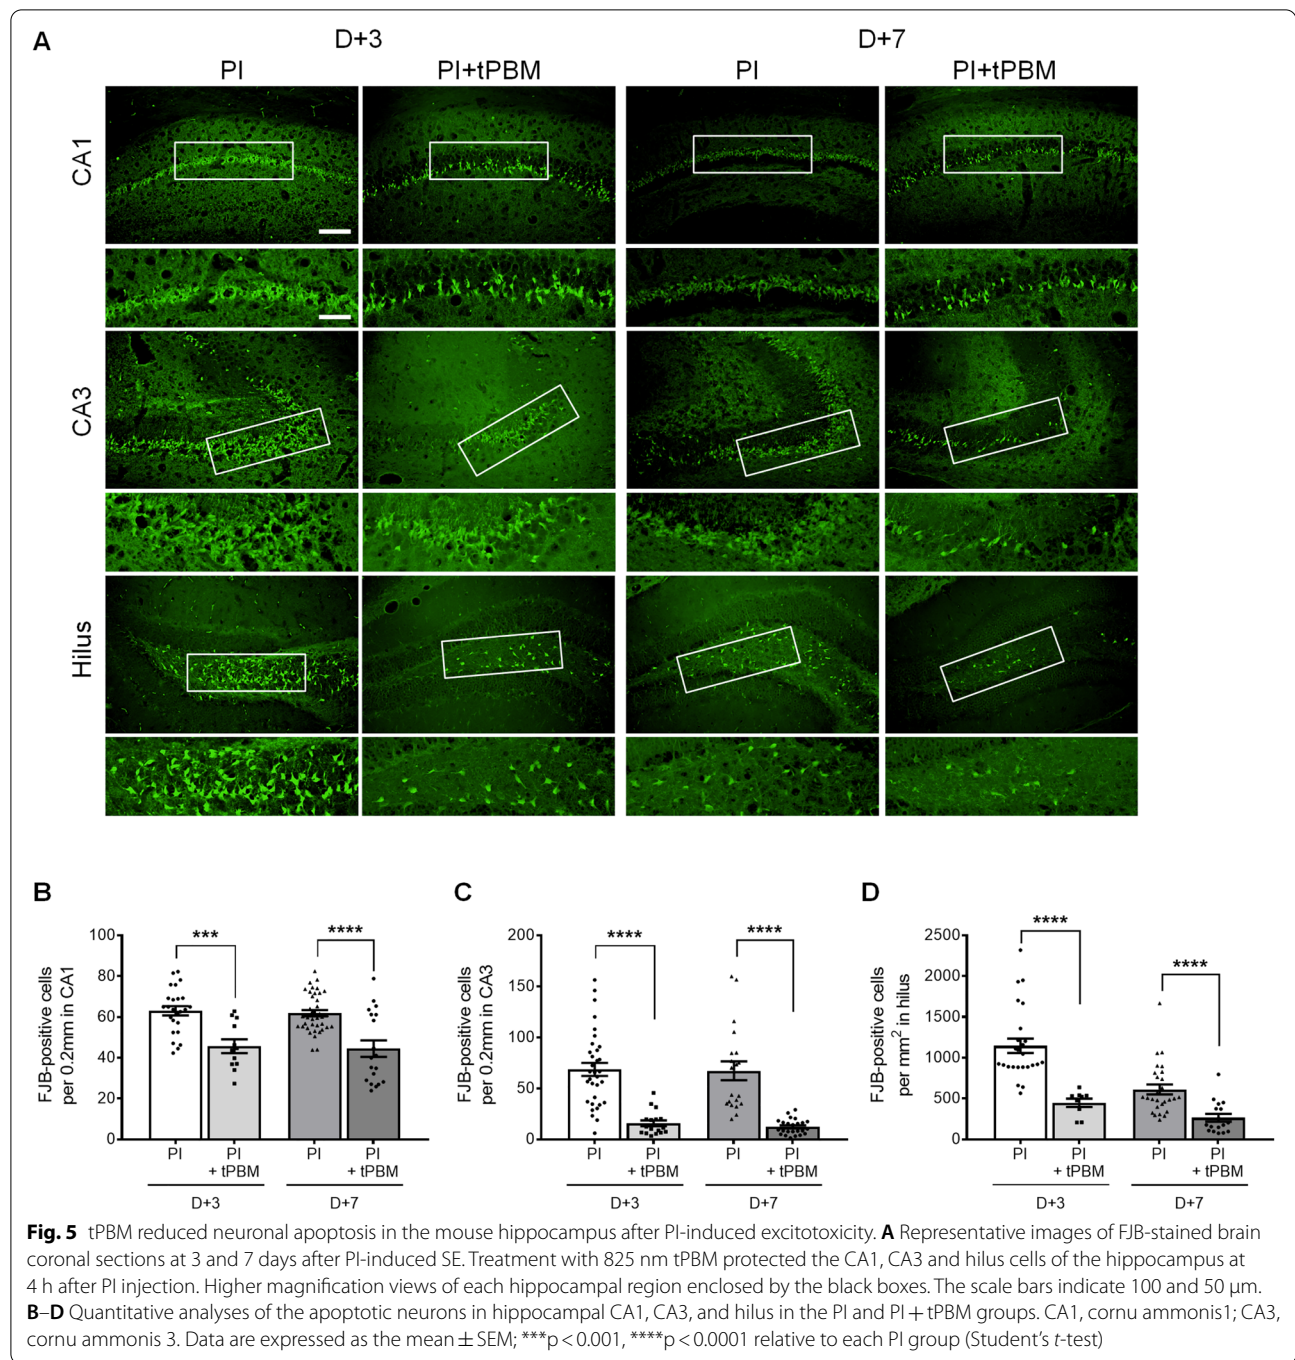 A
D+3
D+7
PI
PI+tPBM
PI
PI+tPBM
CA1
CA3
Hilus
B
FJB-positive cells
per 0.2mm in CA1
100
80
60
40
20
0
***
****
PI
PI
+ tPBM
PI
PI
+ tPBM
D+3
D+7
C
FJB-positive cells
per 0.2mm in CA3
200
150
100
50
0
****
****
PI
PI
+ tPBM
PI
PI
+ tPBM
D+3
D+7
D
FJB-positive cells
per mm² in hilus
2500
2000
1500
1000
500
0
****
****
PI
PI
+ tPBM
PI
PI
+ tPBM
D+3
D+7
Fig. 5 tPBM reduced neuronal apoptosis in the mouse hippocampus after PI-induced excitotoxicity. A Representative images of FJB-stained brain
coronal sections at 3 and 7 days after PI-induced SE. Treatment with 825 nm tPBM protected the CA1, CA3 and hilus cells of the hippocampus at
4 h after PI injection. Higher magnification views of each hippocampal region enclosed by the black boxes. The scale bars indicate 100 and 50 µm.
B–D Quantitative analyses of the apoptotic neurons in hippocampal CA1, CA3, and hilus in the PI and PI + tPBM groups. CA1, cornu ammonis1; CA3,
cornu ammonis 3. Data are expressed as the mean ± SEM; ***p < 0.001, ****p < 0.0001 relative to each PI group (Student's t-test)